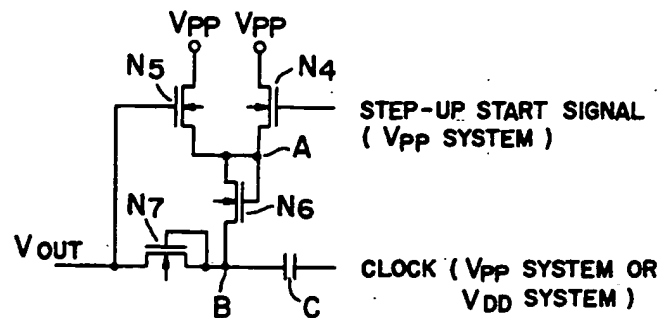 VPP VPP
N5 N4
STEP-UP START SIGNAL
( VPP SYSTEM )
A
N6
N7
VOUT
CLOCK ( VPP SYSTEM OR
VDD SYSTEM )
B C